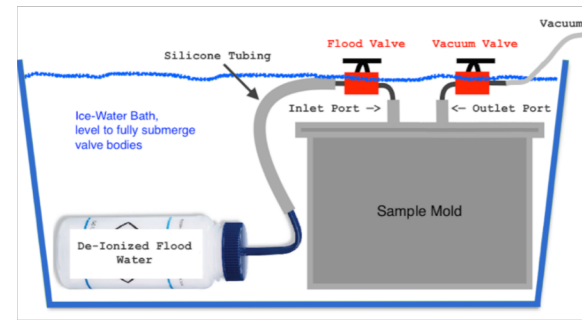 Vacuum
Flood Valve
Vacuum Valve
Silicone Tubing
Inlet Port —>
<— Outlet Port
Ice-Water Bath,
level to fully submerge
valve bodies
Sample Mold
De-Ionized Flood
Water